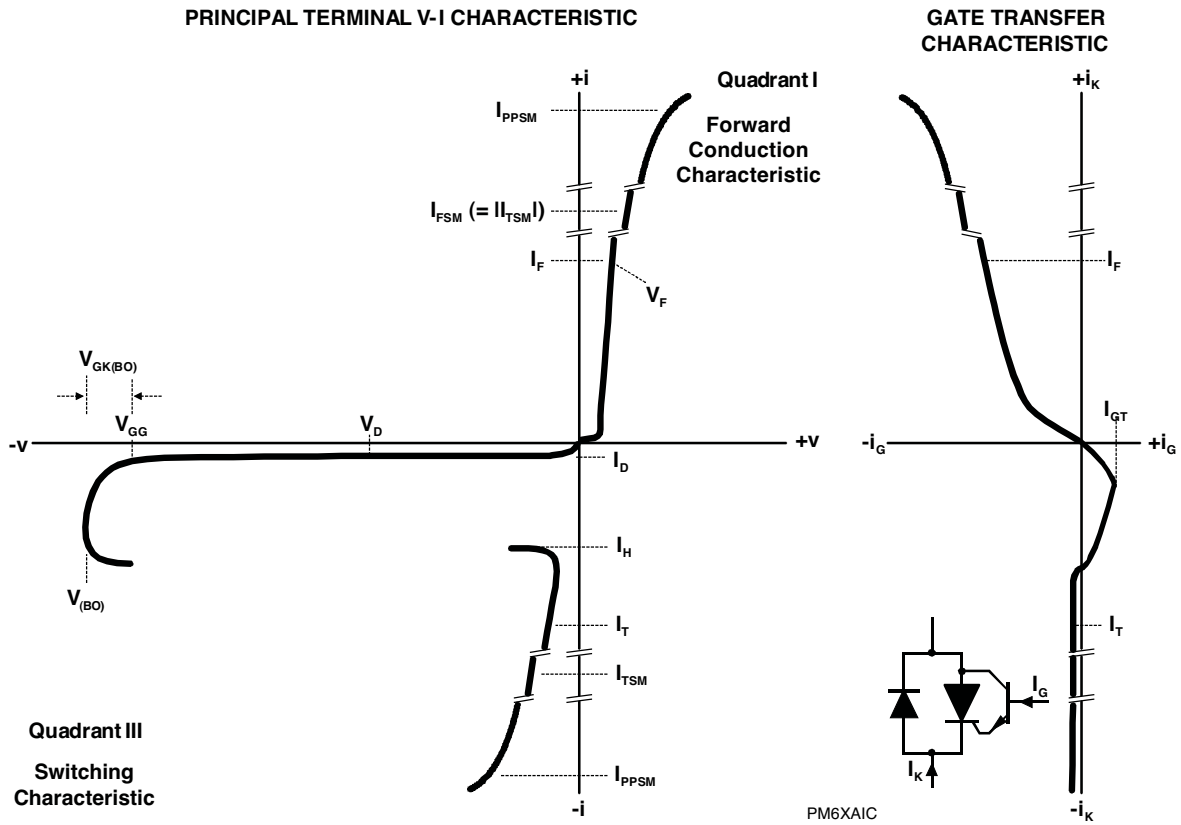 PRINCIPAL TERMINAL V-I CHARACTERISTIC
GATE TRANSFER
CHARACTERISTIC
+i
Quadrant I
+iK
IPPSM
Forward
Conduction
Characteristic
IFSM (= |ITSM|)
IF
VF
IF
VGK(BO)
VGG
VD
IGT
-v
+v
-iG
+iG
ID
IH
V(BO)
IT
IT
ITSM
IG
Quadrant III
Switching
Characteristic
IPPSM
IK
-i
PM6XAIC
-iK